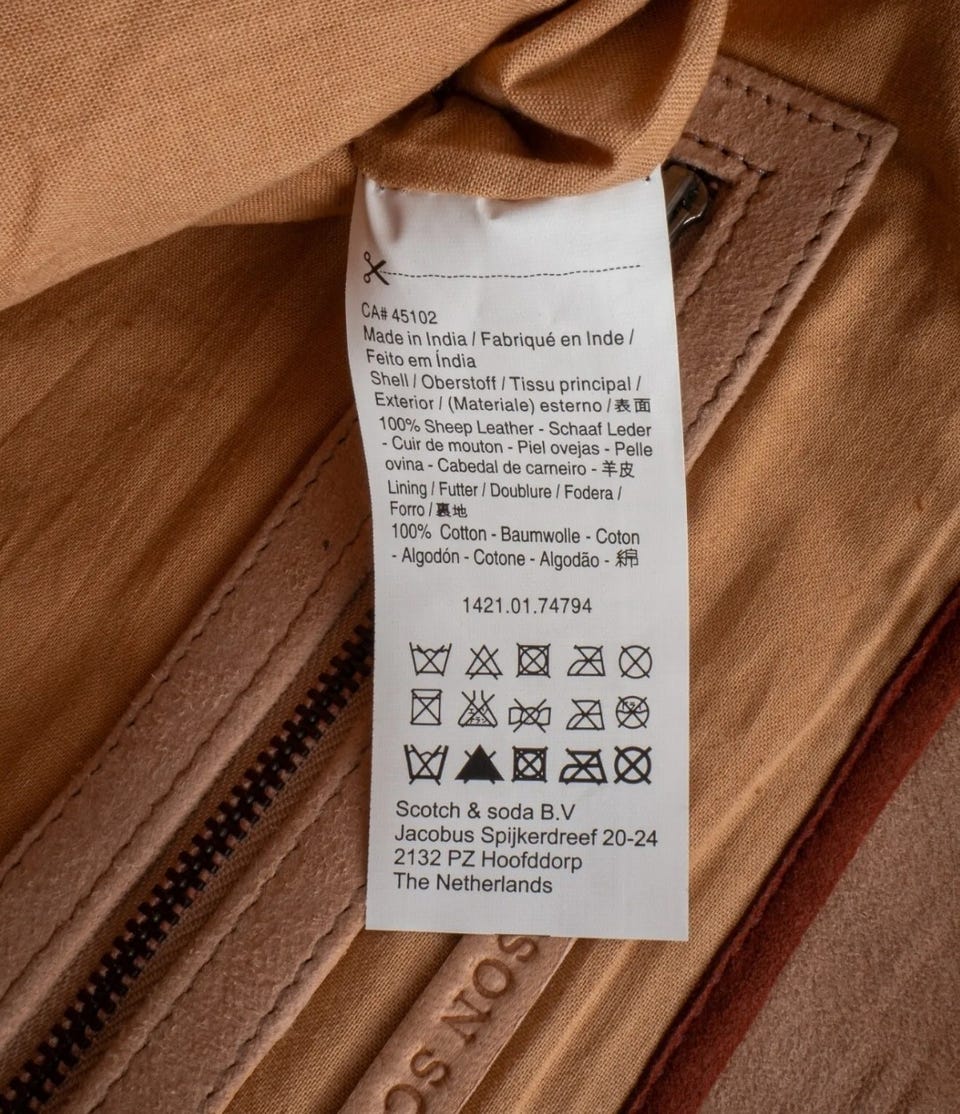 CA# 45102
Made in India / Fabriqué en Inde /
Feito em Índia
Shell / Oberstoff / Tissu principal /
Exterior / (Materiale) esterno / 表面
100% Sheep Leather - Schaaf Leder
- Cuir de mouton - Piel ovejas - Pelle
ovina - Cabedal de carneiro - 羊皮
Lining / Futter / Doublure / Fodera /
Forro / 裏地
100% Cotton - Baumwolle - Coton
- Algodón - Cotone - Algodão - 綿
1421.01.74794
Scotch & soda B.V
Jacobus Spijkerdreef 20-24
2132 PZ Hoofddorp
The Netherlands
SON SC